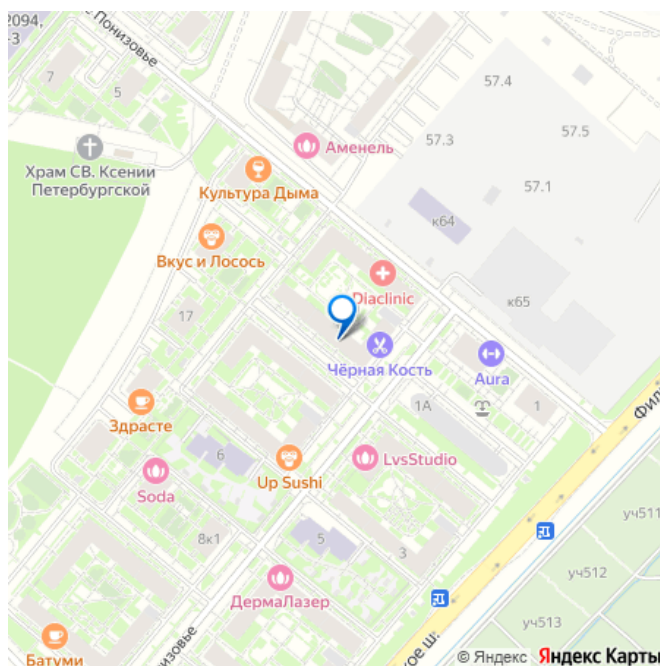 2094,
-3
е Понизовье
7
5
57.4
57.3
57.5
57.1
Аменель
Храм СВ. Ксении
Петербургской
Культура Дыма
к64
Вкус и Лосось
Diaclinic
к65
17
Чёрная Кость
Aura
1А
1
Фил
Здрасте
6
LvsStudio
Up Sushi
Soda
уч511
8к1
5
3
уч512
ДермаЛазер
уч513
Батуми
изовье
кое ш.
© Яндекс Яндекс Карты